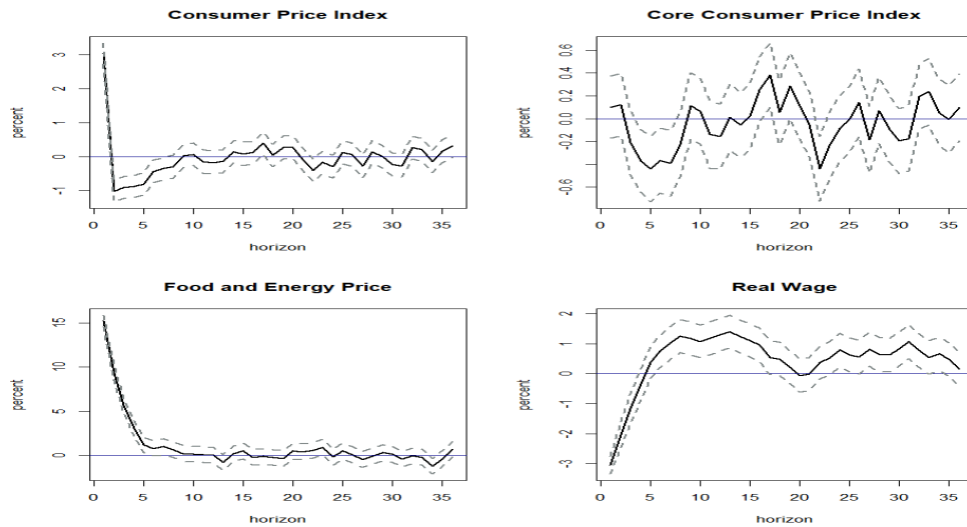 Consumer Price Index
percent
3
2
1
0
-1
0 5 10 15 20 25 30 35
horizon
Core Consumer Price Index
percent
0.6
0.4
0.2
0.0
-0.2
-0.6
0 5 10 15 20 25 30 35
horizon
Food and Energy Price
percent
15
10
5
0
0 5 10 15 20 25 30 35
horizon
Real Wage
percent
2
1
0
-1
-2
-3
0 5 10 15 20 25 30 35
horizon